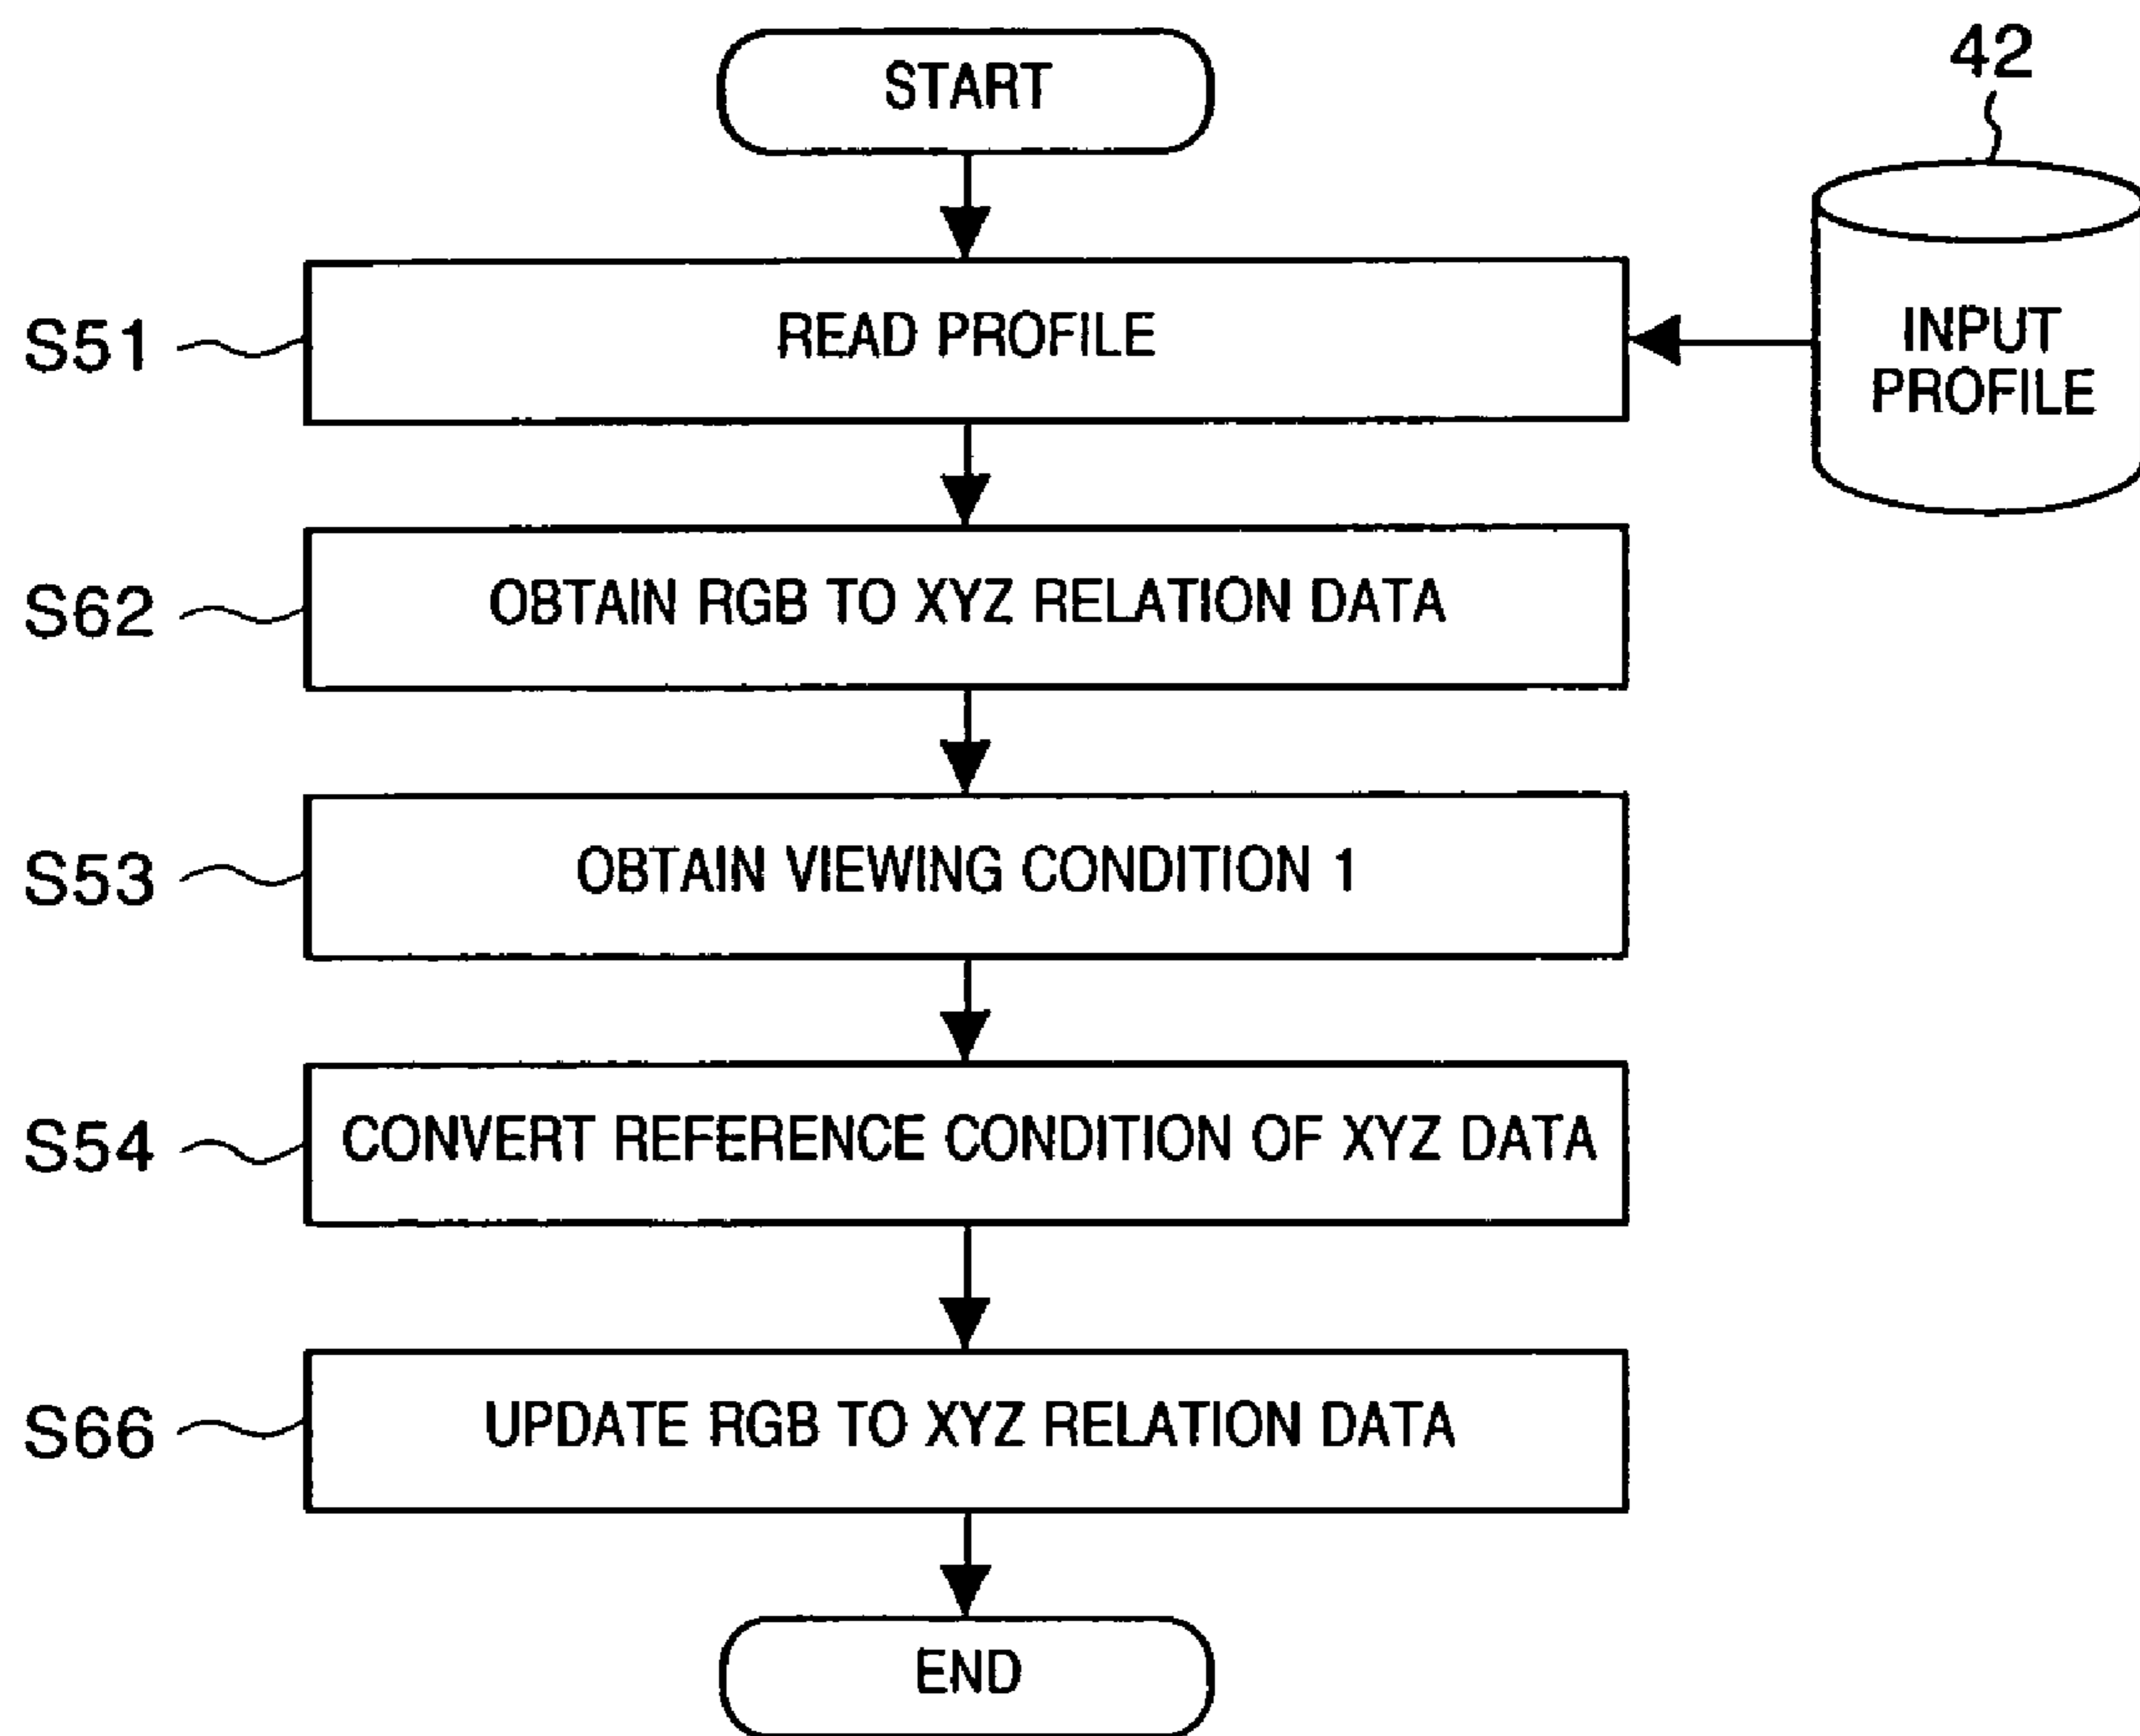 START
42
S51
READ PROFILE
INPUT
PROFILE
S62
OBTAIN RGB TO XYZ RELATION DATA
S53
OBTAIN VIEWING CONDITION 1
S54
CONVERT REFERENCE CONDITION OF XYZ DATA
S66
UPDATE RGB TO XYZ RELATION DATA
END